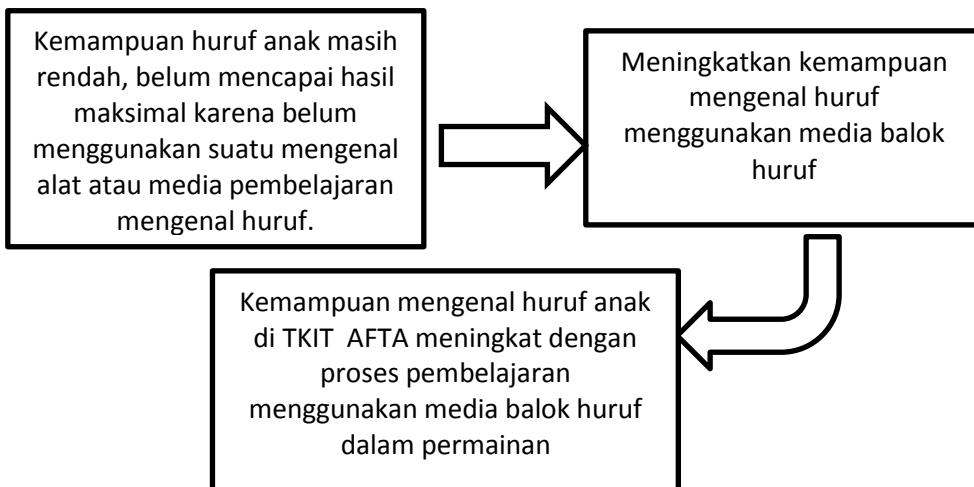 Kemampuan huruf anak masih
rendah, belum mencapai hasil
maksimal karena belum
menggunakan suatu mengenal
alat atau media pembelajaran
mengenal huruf.
Meningkatkan kemampuan
mengenal huruf
menggunakan media balok
huruf
Kemampuan mengenal huruf anak
di TKIT AFTA meningkat dengan
proses pembelajaran
menggunakan media balok huruf
dalam permainan